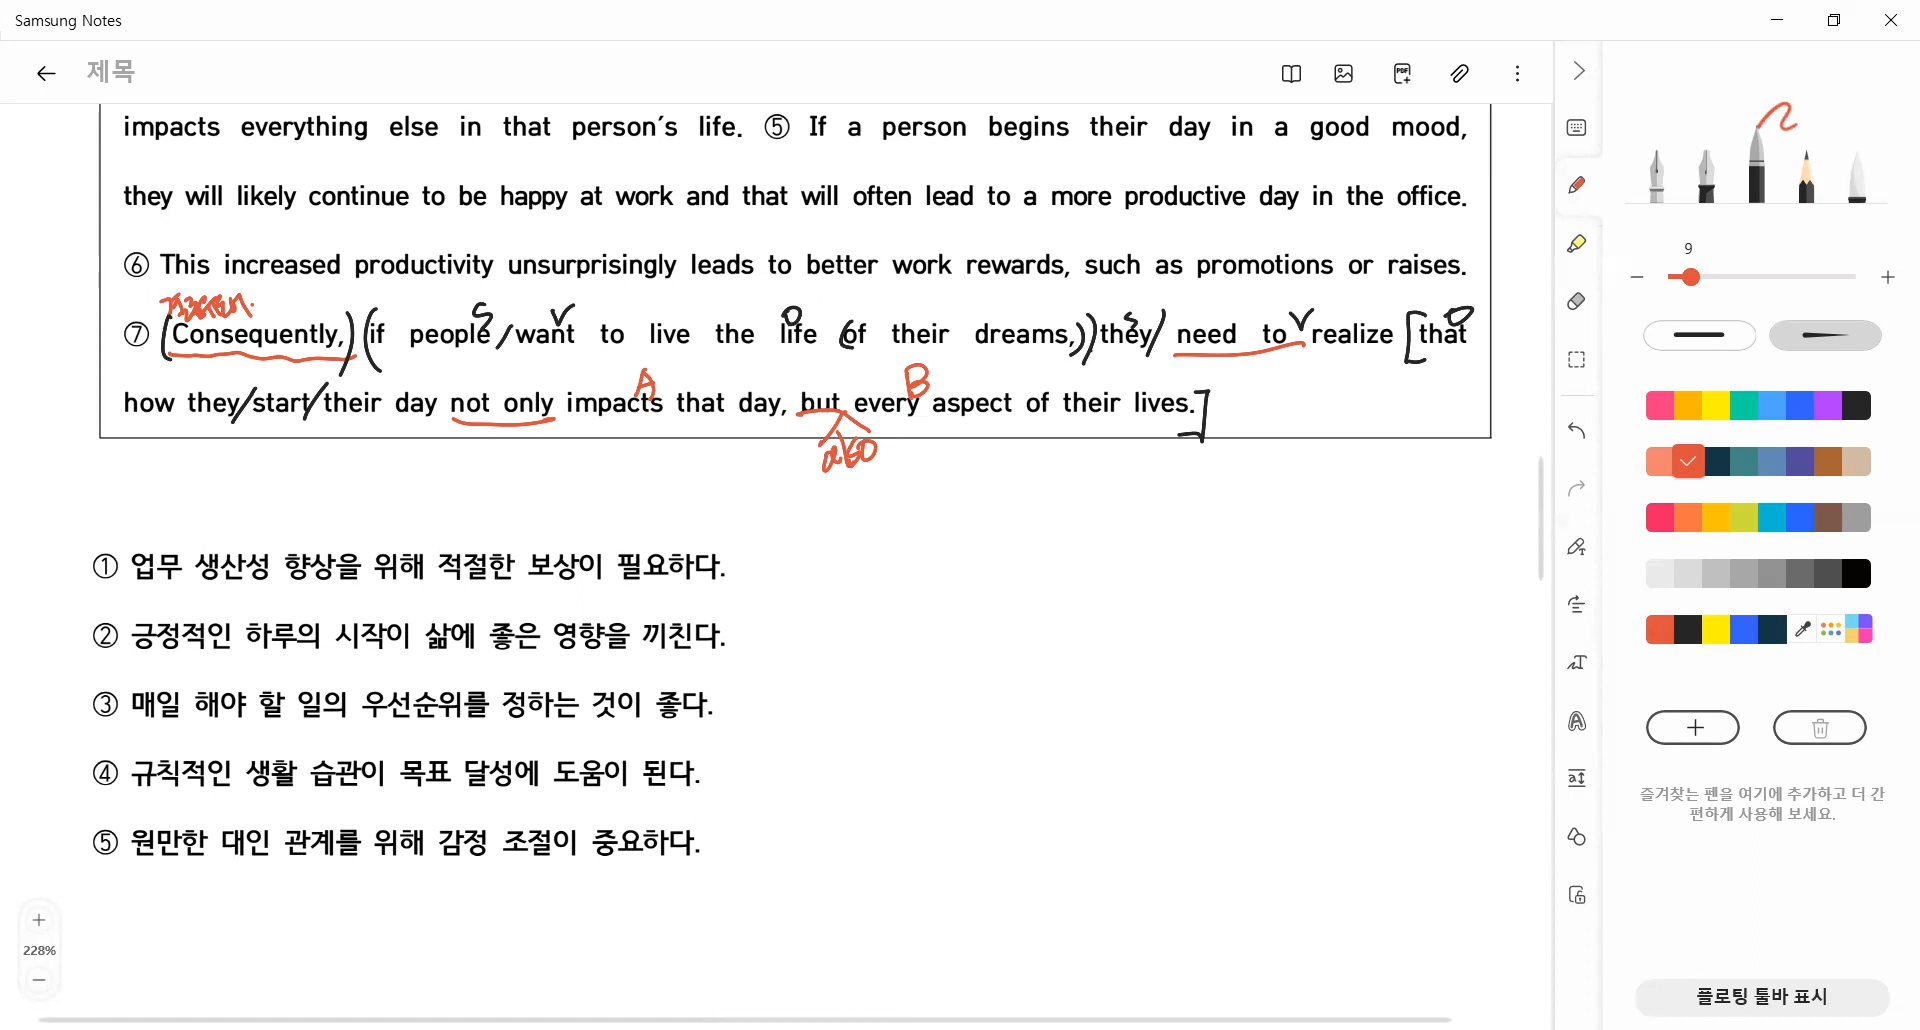 Samsung Notes
제목
impacts everything else in that person's life. ⑤ If a person begins their day in a good mood,
they will likely continue to be happy at work and that will often lead to a more productive day in the office.
⑥ This increased productivity unsurprisingly leads to better work rewards, such as promotions or raises.
S V O S V O
⑦ (Consequently,) (if people/want to live the life (of their dreams,)) they/need to realize [that
A B
how they/start/their day not only impacts that day, but every aspect of their lives.]
also
① 업무 생산성 향상을 위해 적절한 보상이 필요하다.
② 긍정적인 하루의 시작이 삶에 좋은 영향을 끼친다.
③ 매일 해야 할 일의 우선순위를 정하는 것이 좋다.
④ 규칙적인 생활 습관이 목표 달성에 도움이 된다.
⑤ 원만한 대인 관계를 위해 감정 조절이 중요하다.
228%
PDF
9
즐겨찾는 펜을 여기에 추가하고 더 간
편하게 사용해 보세요.
플로팅 툴바 표시